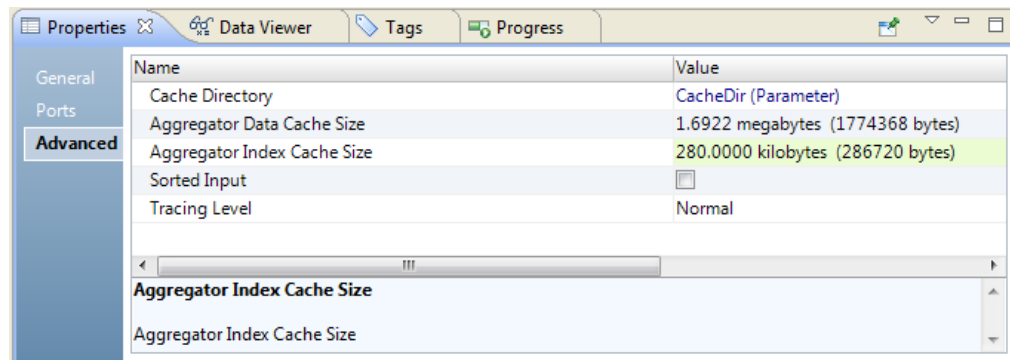 Properties Data Viewer Tags Progress
General
Ports
Advanced
Name Value
Cache Directory CacheDir (Parameter)
Aggregator Data Cache Size 1.6922 megabytes (1774368 bytes)
Aggregator Index Cache Size 280.0000 kilobytes (286720 bytes)
Sorted Input
Tracing Level Normal
Aggregator Index Cache Size
Aggregator Index Cache Size